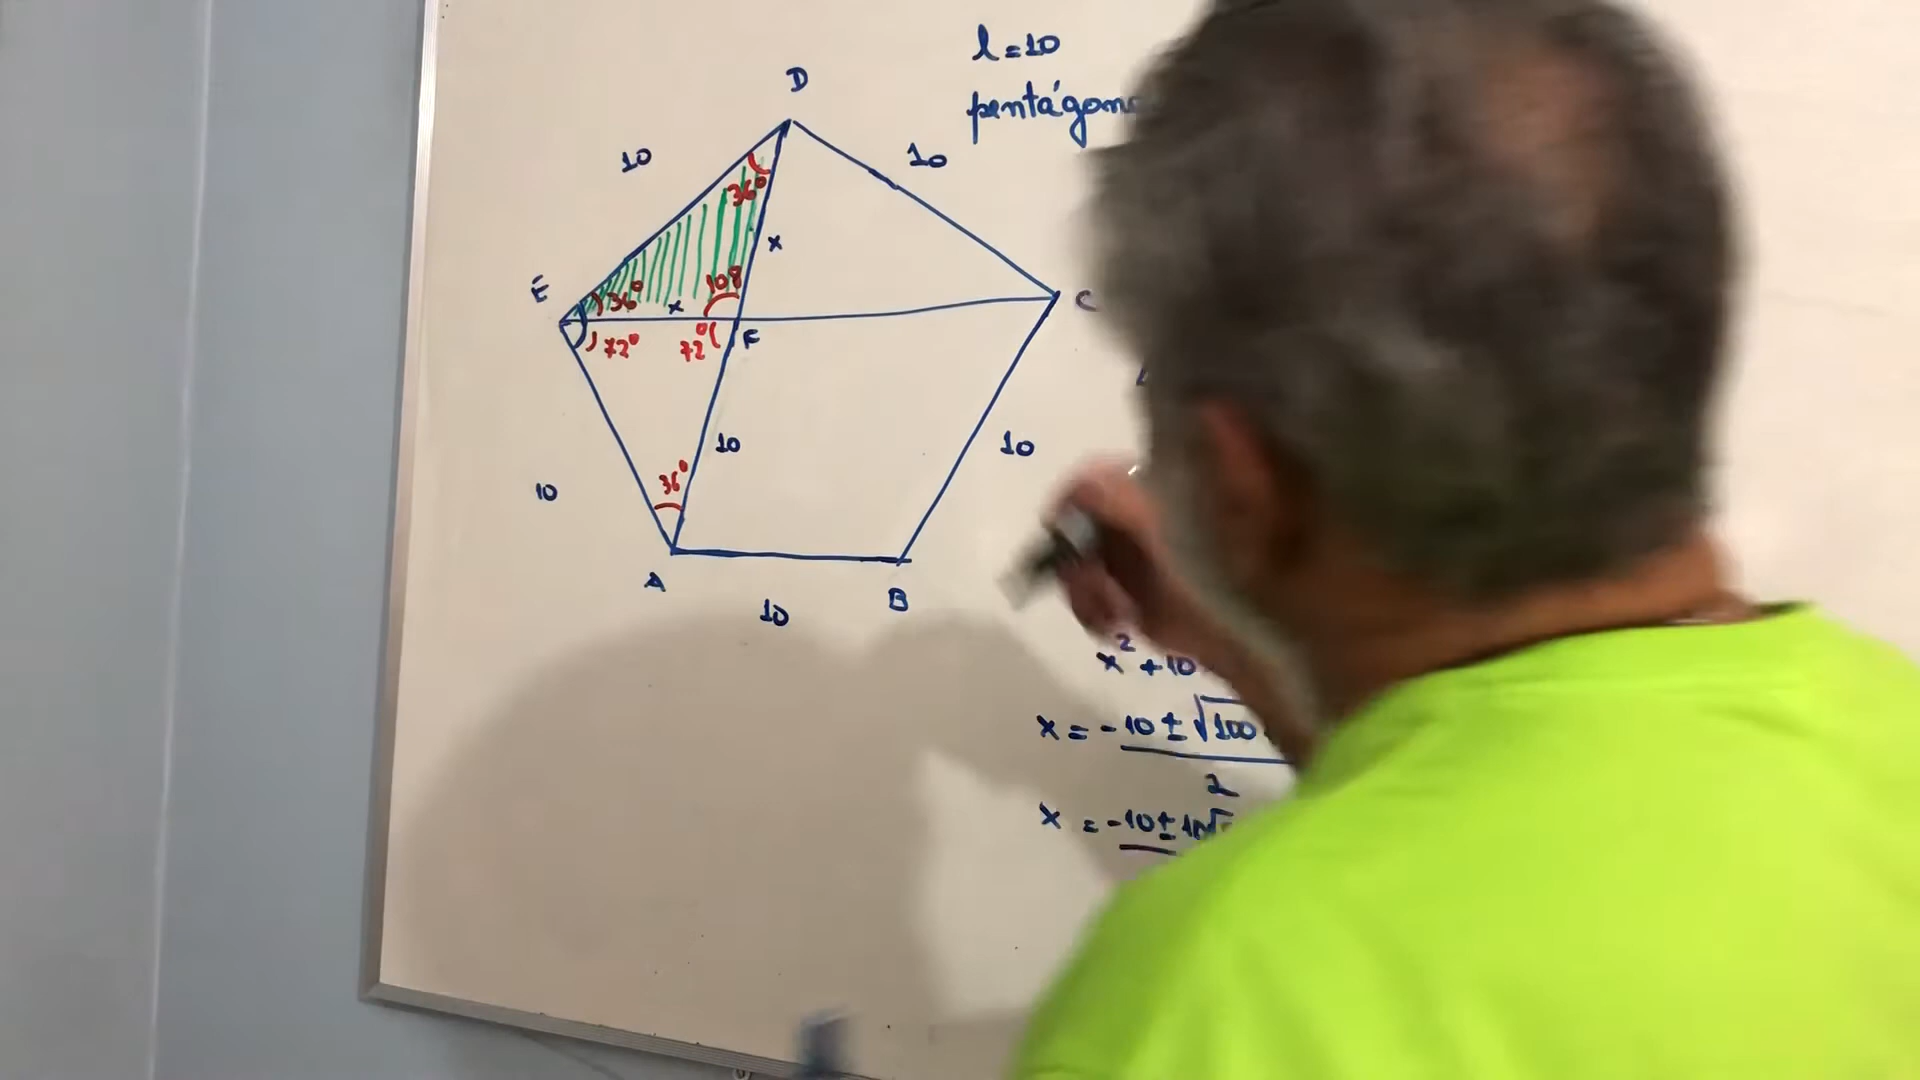 l=10
pentágono
D
10
10
36°
x
E
36°
x
108
C
72°
72°
F
10
10
36°
10
A
B
10
x² + 10
x = -10 ± √100
2
x = -10 ± 10√